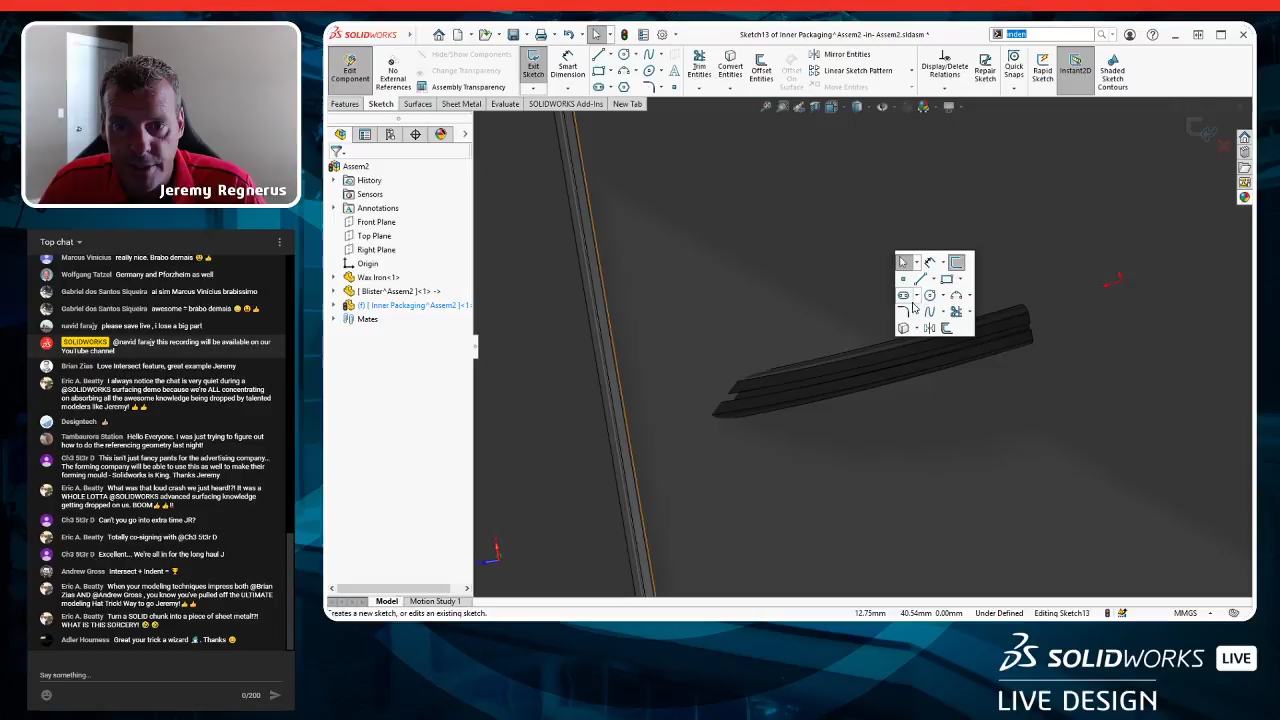 Jeremy Regnerus
Top chat
Marcus Vinicius really nice. Brabo demais
Wolfgang Tatzel Germany and Pforzheim as well
Gabriel dos Santos Siqueira ai sim Marcus Vinicius brabissimo
Gabriel dos Santos Siqueira awesome = brabo demais
navid farajy please save live , i lose a big part
SOLIDWORKS @navid farajy this recording will be available on our
YouTube channel
Brian Zias Love Intersect feature, great example Jeremy
Eric A. Beatty I always notice the chat is very quiet during a
@SOLIDWORKS surfacing demo because we're ALL concentrating
on absorbing all the awesome knowledge being dropped by talented
modelers like Jeremy!
Designtech
Tambaurora Station Hello Everyone. I was just trying to figure out
how to do the referencing geometry last night!
Ch3 5t3r D This isn't just fancy pants for the advertising company...
The forming company will be able to use this as well to make their
forming mould - Solidworks is King. Thanks Jeremy
Eric A. Beatty What was that loud crash we just heard!?! It was a
WHOLE LOTTA @SOLIDWORKS advanced surfacing knowledge
getting dropped on us. BOOM !!
Ch3 5t3r D Can't you go into extra time JR?
Eric A. Beatty Totally co-signing with @Ch3 5t3r D
Ch3 5t3r D Excellent... We're all in for the long haul J
Andrew Gross Intersect + Indent =
Eric A. Beatty When your modeling techniques impress both @Brian
Zias AND @Andrew Gross , you know you've pulled off the ultimate
modeling Hat Trick! Way to go Jeremy!
Eric A. Beatty Turn a SOLID chunk into a piece of sheet metal?!
WHAT IS THIS SORCERY!
Adler Hourness Great your trick a wizard . Thanks
Say something...
0/200
SOLIDWORKS
Sketch13 of Inner Packaging^Assem2 -in- Assem2.sldasm *
inden
Edit
Component
No
External
References
Hide/Show Components
Change Transparency
Assembly Transparency
Exit
Sketch
Smart
Dimension
Trim
Entities
Convert
Entities
Offset
Entities
Offset
On
Surface
Mirror Entities
Linear Sketch Pattern
Move Entities
Display/Delete
Relations
Repair
Sketch
Quick
Snaps
Rapid
Sketch
Instant2D
Shaded
Sketch
Contours
Features Sketch Surfaces Sheet Metal Evaluate SOLIDWORKS Add-Ins New Tab
Assem2
History
Sensors
Annotations
Front Plane
Top Plane
Right Plane
Origin
Wax Iron<1>
[ Blister^Assem2 ]<1> ->
(f) [ Inner Packaging^Assem2 ]<1>
Mates
Model Motion Study 1
Creates a new sketch, or edits an existing sketch.
12.75mm 40.54mm 0.00mm Under Defined Editing Sketch13 MMGS
SOLIDWORKS LIVE
LIVE DESIGN